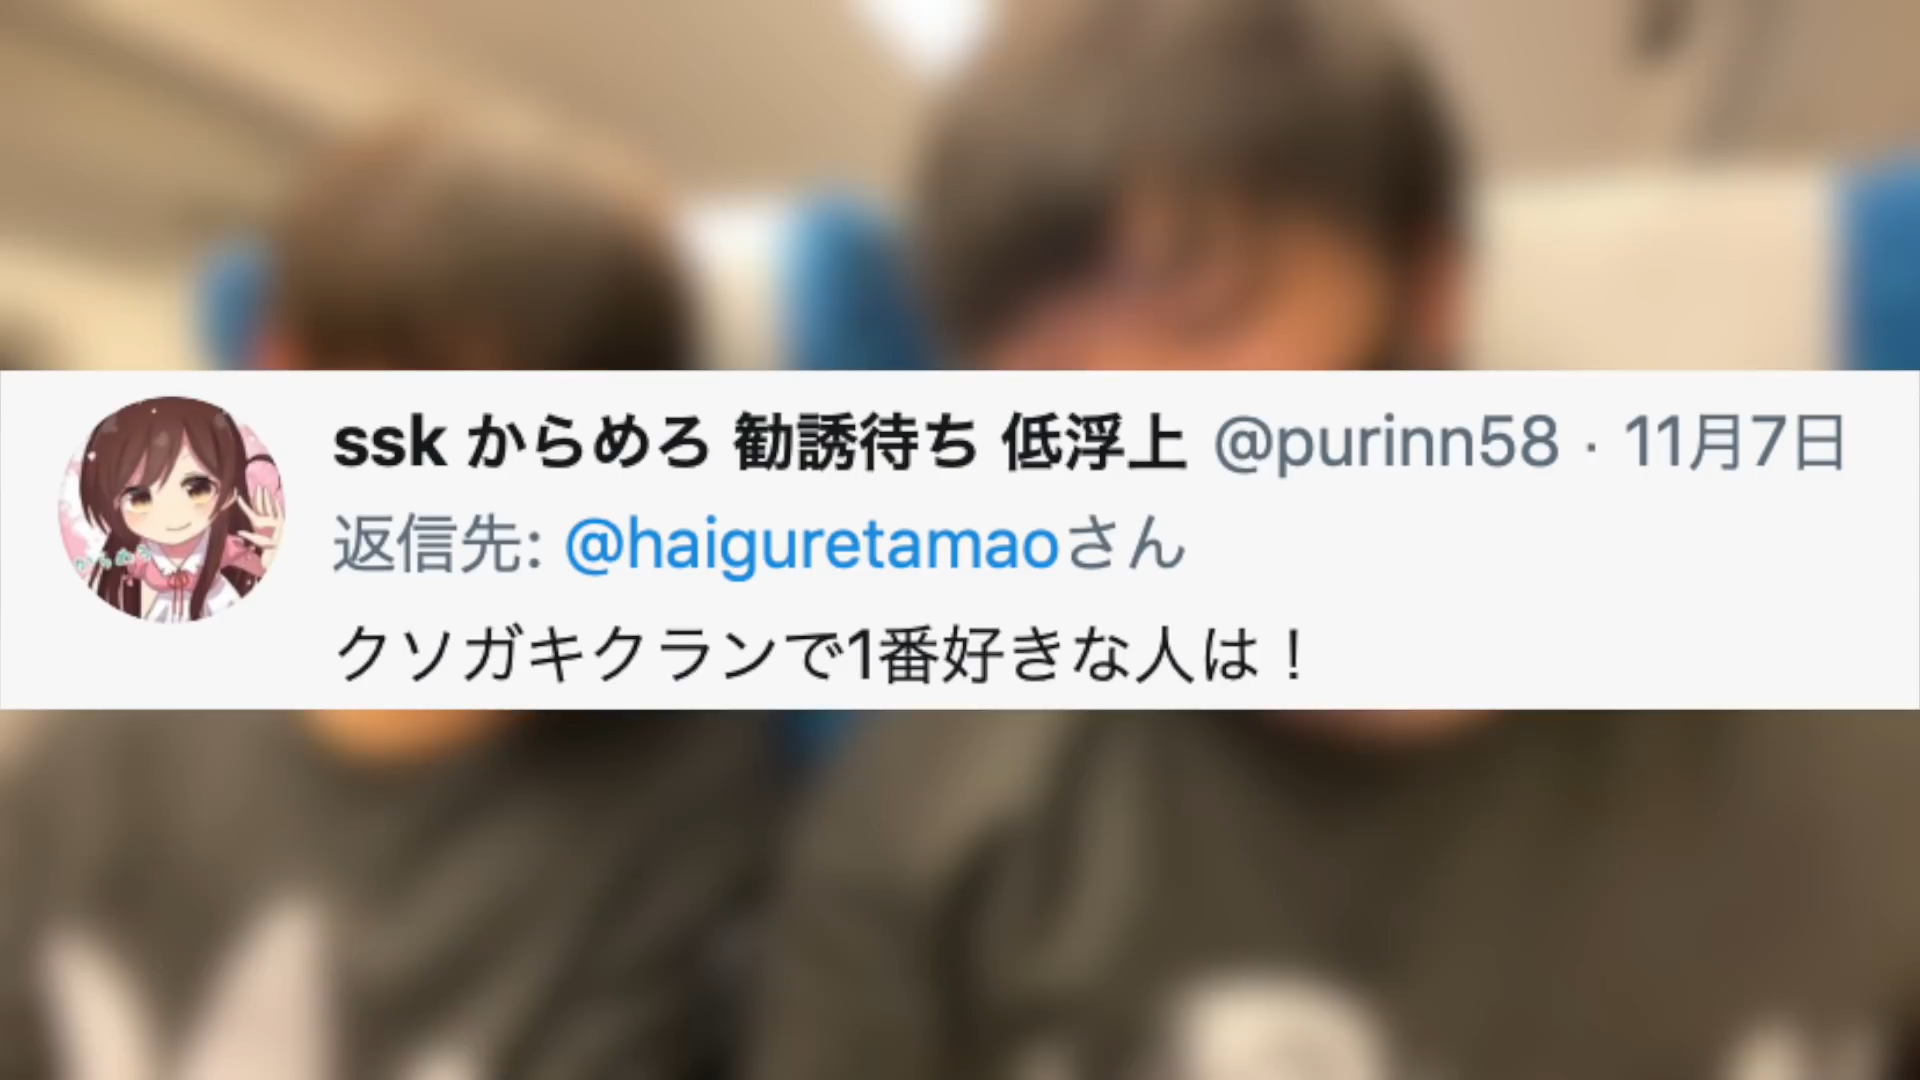 ssk からめろ 勧誘待ち 低浮上 @purinn58 · 11月7日
返信先: @haiguretamaoさん
クソガキクランで1番好きな人は！